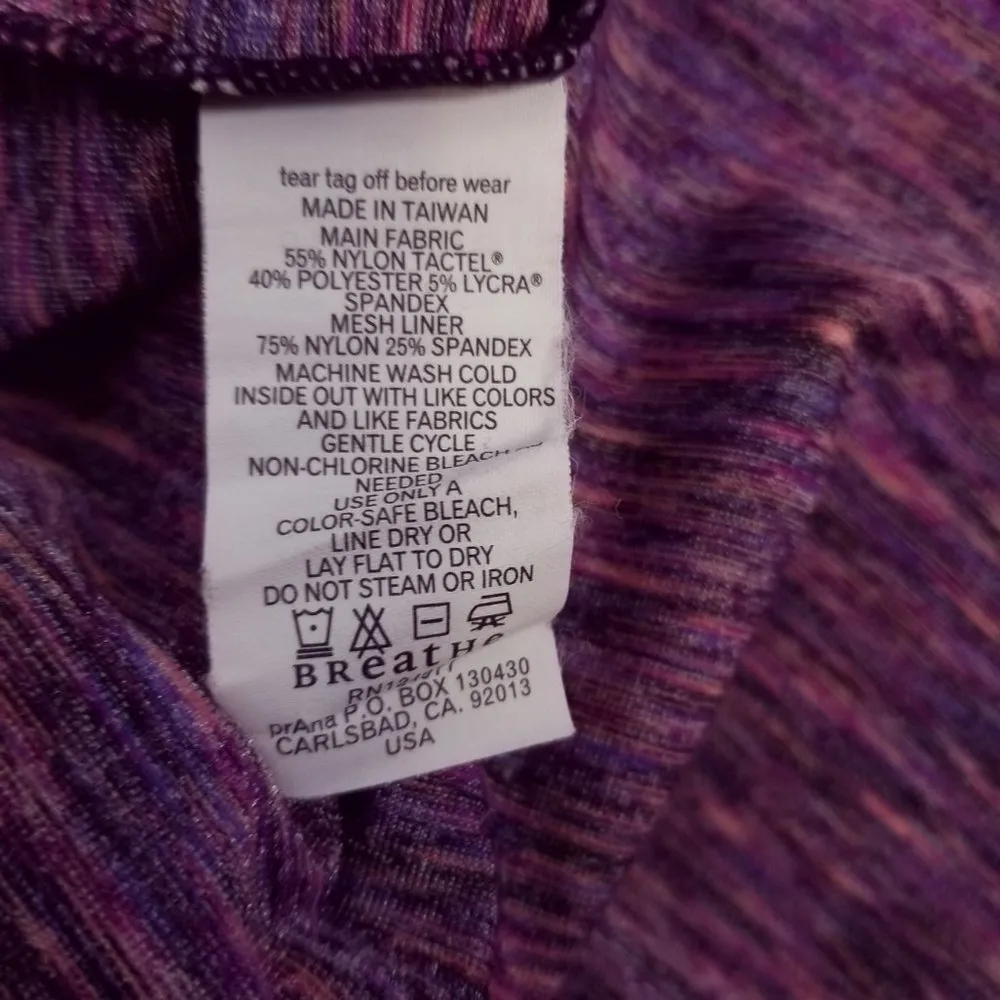 tear tag off before wear
MADE IN TAIWAN
MAIN FABRIC
55% NYLON TACTEL®
40% POLYESTER 5% LYCRA®
SPANDEX
MESH LINER
75% NYLON 25% SPANDEX
MACHINE WASH COLD
INSIDE OUT WITH LIKE COLORS
AND LIKE FABRICS
GENTLE CYCLE
NON-CHLORINE BLEACH
NEEDED
USE ONLY A
COLOR-SAFE BLEACH,
LINE DRY OR
LAY FLAT TO DRY
DO NOT STEAM OR IRON
BReatHe
prAna P.O. BOX 130430
CARLSBAD, CA. 92013
USA